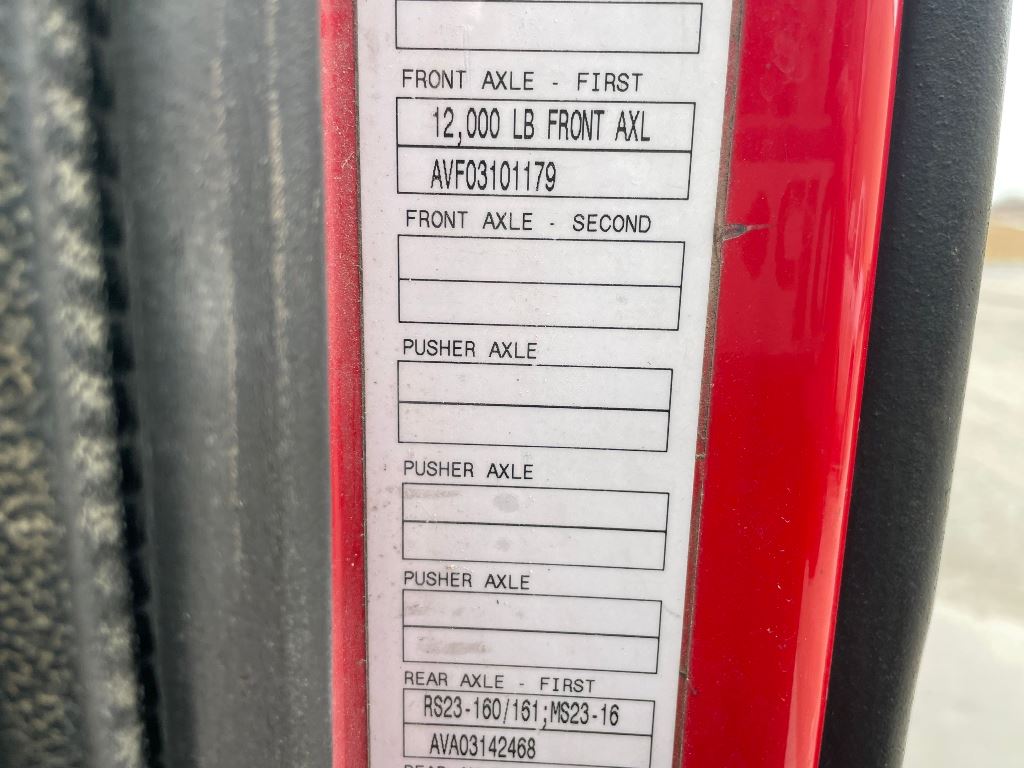 FRONT AXLE - FIRST
12,000 LB FRONT AXL
AVF03101179
FRONT AXLE - SECOND
PUSHER AXLE
PUSHER AXLE
PUSHER AXLE
REAR AXLE - FIRST
RS23-160/161;MS23-16
AVA03142468